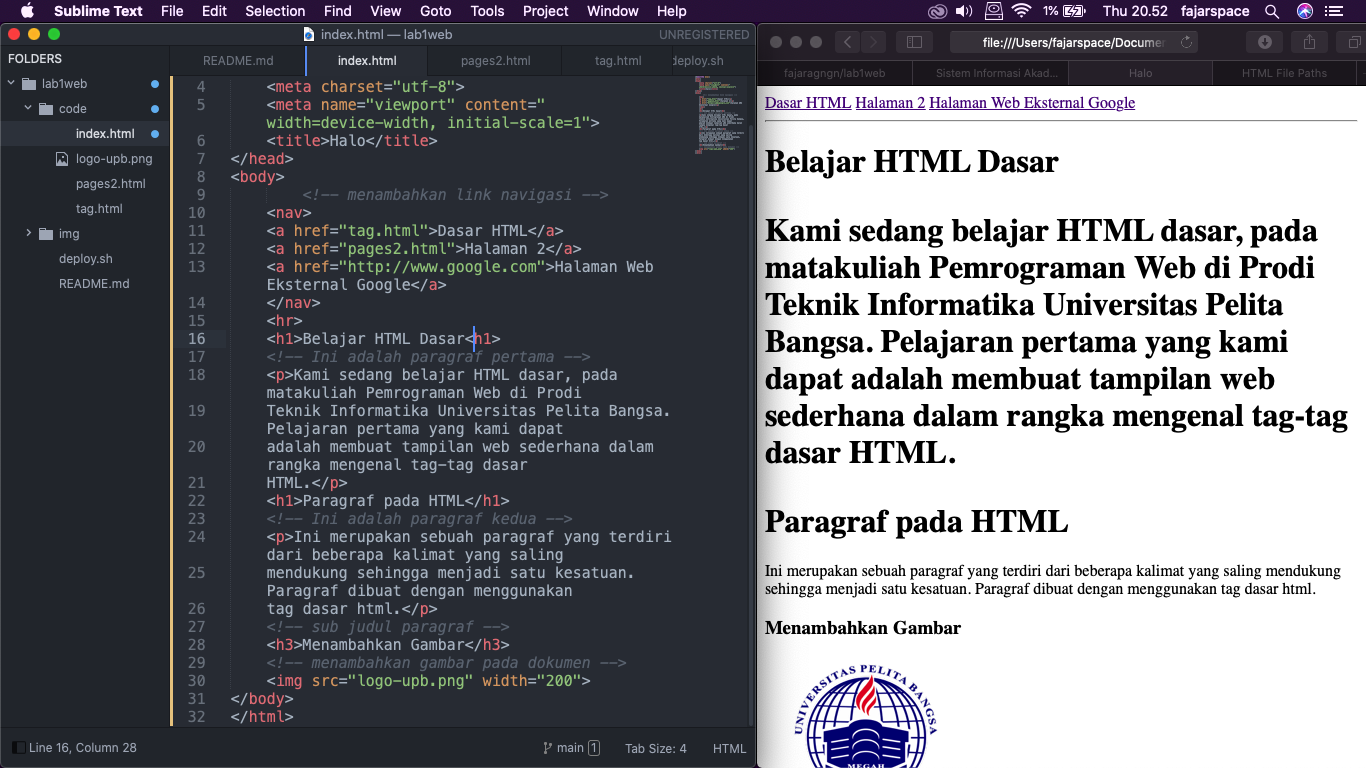 Sublime Text File Edit Selection Find View Goto Tools Project Window Help 1% Thu 20.52 fajarspace
index.html — lab1web UNREGISTERED
FOLDERS
lab1web
code
index.html
logo-upb.png
pages2.html
tag.html
img
deploy.sh
README.md
README.md index.html pages2.html tag.html deploy.sh
4 <meta charset="utf-8">
5 <meta name="viewport" content="
width=device-width, initial-scale=1">
6 <title>Halo</title>
7 </head>
8 <body>
9 <!-- menambahkan link navigasi -->
10 <nav>
11 <a href="tag.html">Dasar HTML</a>
12 <a href="pages2.html">Halaman 2</a>
13 <a href="http://www.google.com">Halaman Web
Eksternal Google</a>
14 </nav>
15 <hr>
16 <h1>Belajar HTML Dasar<h1>
17 <!-- Ini adalah paragraf pertama -->
18 <p>Kami sedang belajar HTML dasar, pada
matakuliah Pemrograman Web di Prodi
19 Teknik Informatika Universitas Pelita Bangsa.
Pelajaran pertama yang kami dapat
20 adalah membuat tampilan web sederhana dalam
rangka mengenal tag-tag dasar
21 HTML.</p>
22 <h1>Paragraf pada HTML</h1>
23 <!-- Ini adalah paragraf kedua -->
24 <p>Ini merupakan sebuah paragraf yang terdiri
dari beberapa kalimat yang saling
25 mendukung sehingga menjadi satu kesatuan.
Paragraf dibuat dengan menggunakan
26 tag dasar html.</p>
27 <!-- sub judul paragraf -->
28 <h3>Menambahkan Gambar</h3>
29 <!-- menambahkan gambar pada dokumen -->
30 <img src="logo-upb.png" width="200">
31 </body>
32 </html>
Line 16, Column 28 main 1 Tab Size: 4 HTML
file:///Users/fajarspace/Documen
fajaragngn/lab1web Sistem Informasi Akad... Halo HTML File Paths
Dasar HTML Halaman 2 Halaman Web Eksternal Google
Belajar HTML Dasar
Kami sedang belajar HTML dasar, pada
matakuliah Pemrograman Web di Prodi
Teknik Informatika Universitas Pelita
Bangsa. Pelajaran pertama yang kami
dapat adalah membuat tampilan web
sederhana dalam rangka mengenal tag-tag
dasar HTML.
Paragraf pada HTML
Ini merupakan sebuah paragraf yang terdiri dari beberapa kalimat yang saling mendukung
sehingga menjadi satu kesatuan. Paragraf dibuat dengan menggunakan tag dasar html.
Menambahkan Gambar
UNIVERSITAS PELITA BANGSA
MEGAH